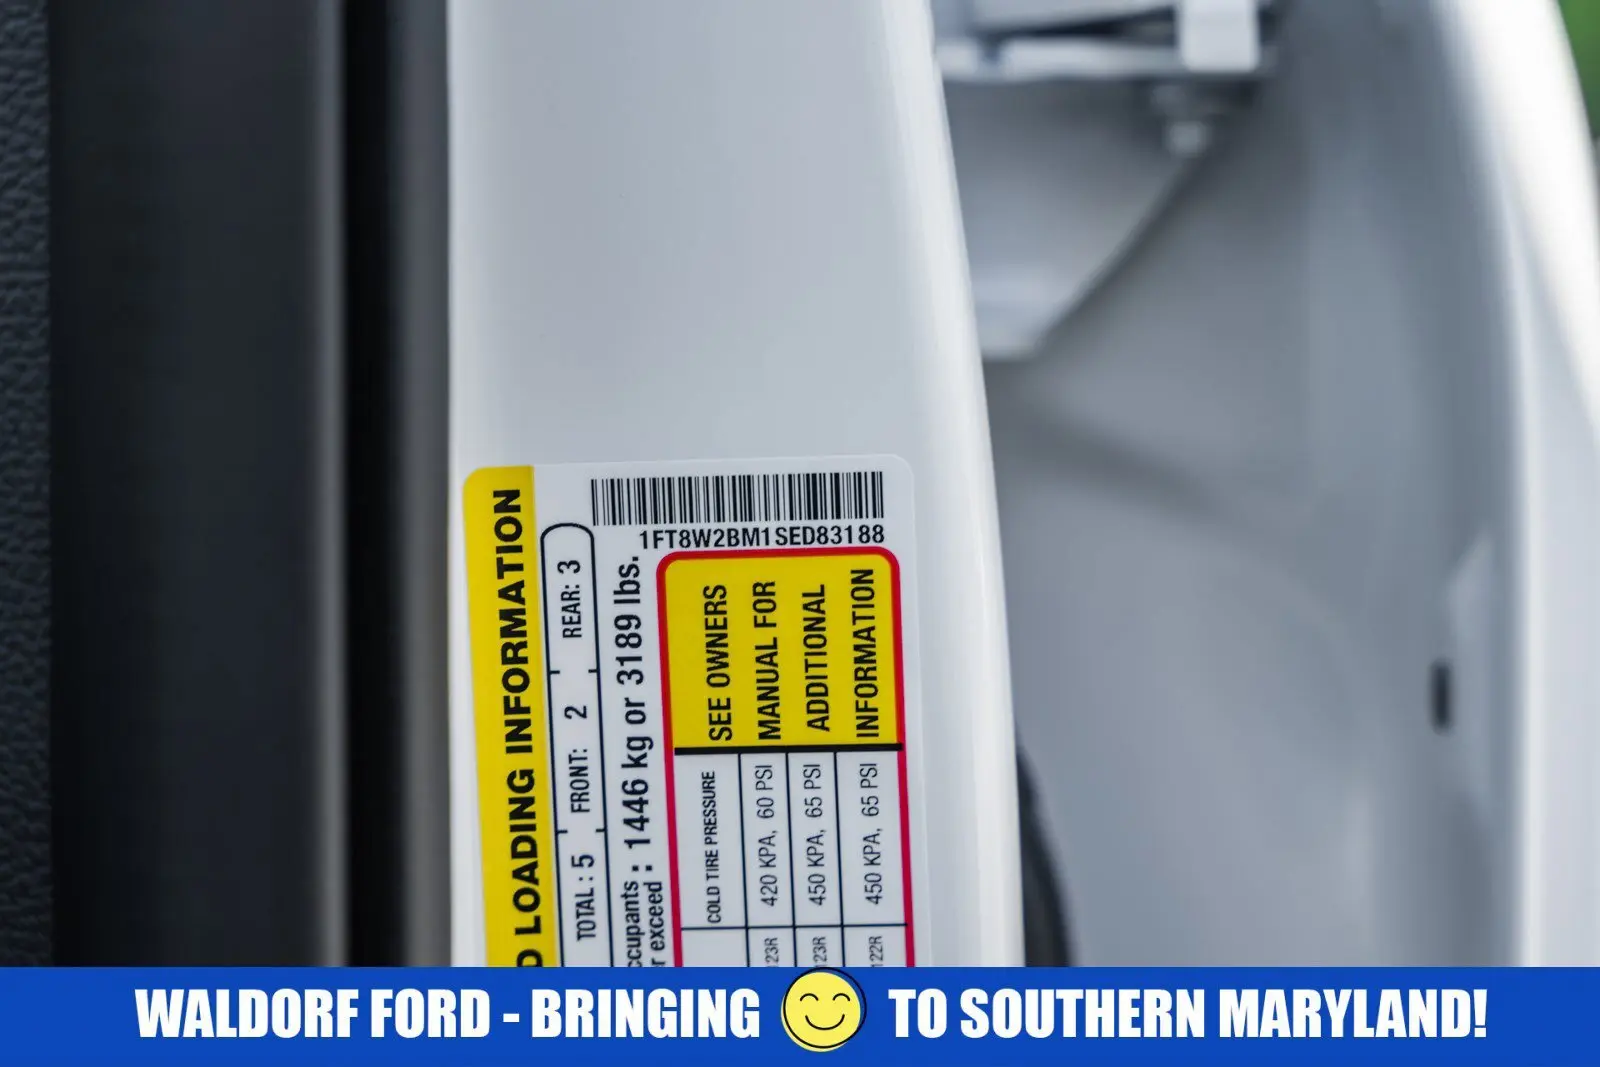 1FT8W2BM1SED83188
LOADING INFORMATION
TOTAL : 5 FRONT: 2 REAR: 3
: 1446 kg or 3189 lbs.
exceed
COLD TIRE PRESSURE
420 KPA, 60 PSI
450 KPA, 65 PSI
450 KPA, 65 PSI
SEE OWNERS
MANUAL FOR
ADDITIONAL
INFORMATION
WALDORF FORD - BRINGING TO SOUTHERN MARYLAND!